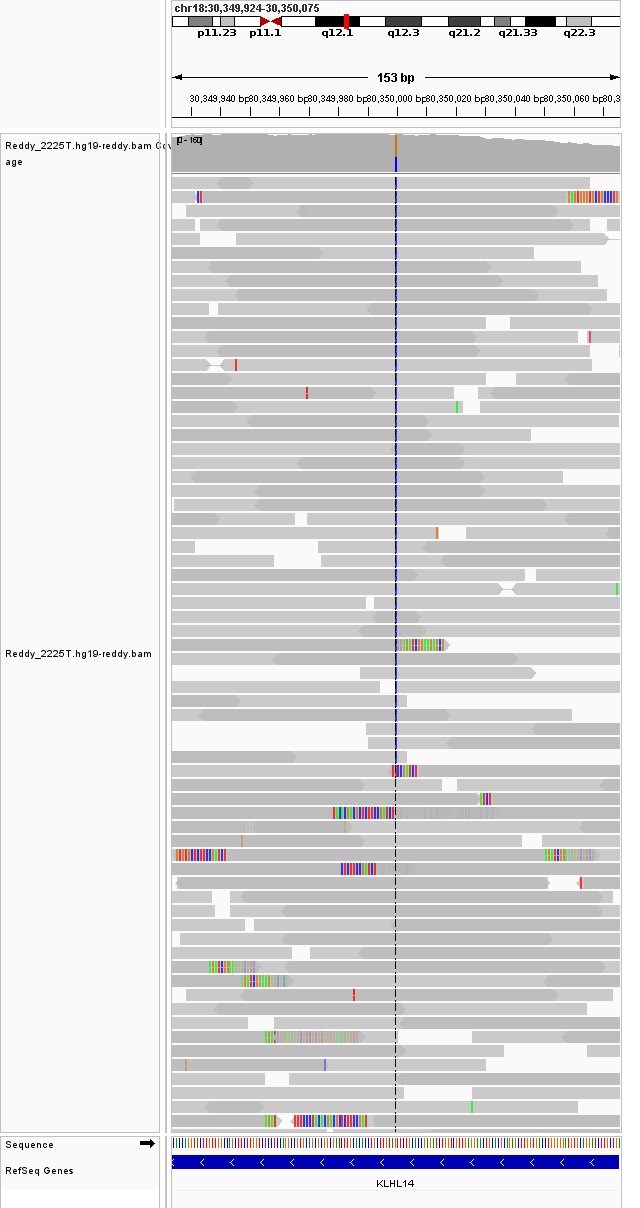 chr18:30,349,924-30,350,075
p11.23 p11.1 q12.1 q12.3 q21.2 q21.33 q22.3
153 bp
30,349,940 bp 30,349,960 bp 30,349,980 bp 30,350,000 bp 30,350,020 bp 30,350,040 bp 30,350,060 bp
Reddy_2225T.hg19-reddy.bam Cov
age
[0 - 160]
Reddy_2225T.hg19-reddy.bam
Sequence
RefSeq Genes
KLHL14